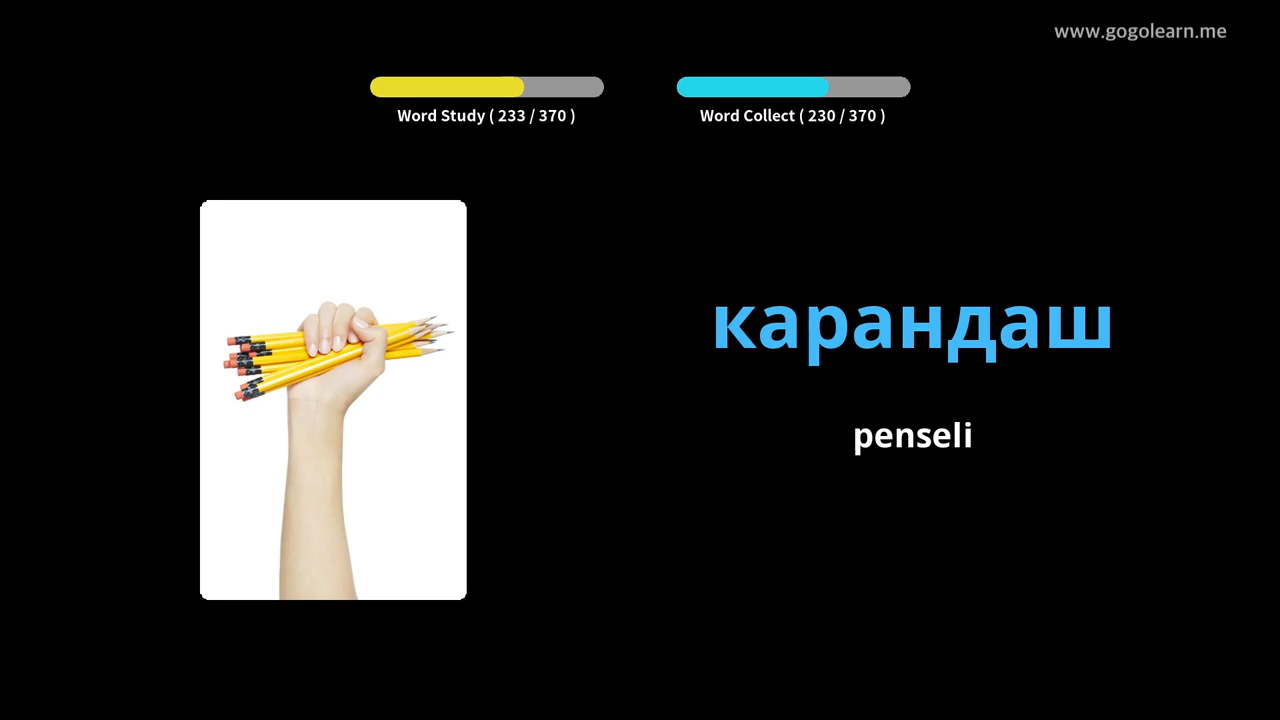 www.gogolearn.me
Word Study ( 233 / 370 )
Word Collect ( 230 / 370 )
карандаш
penseli